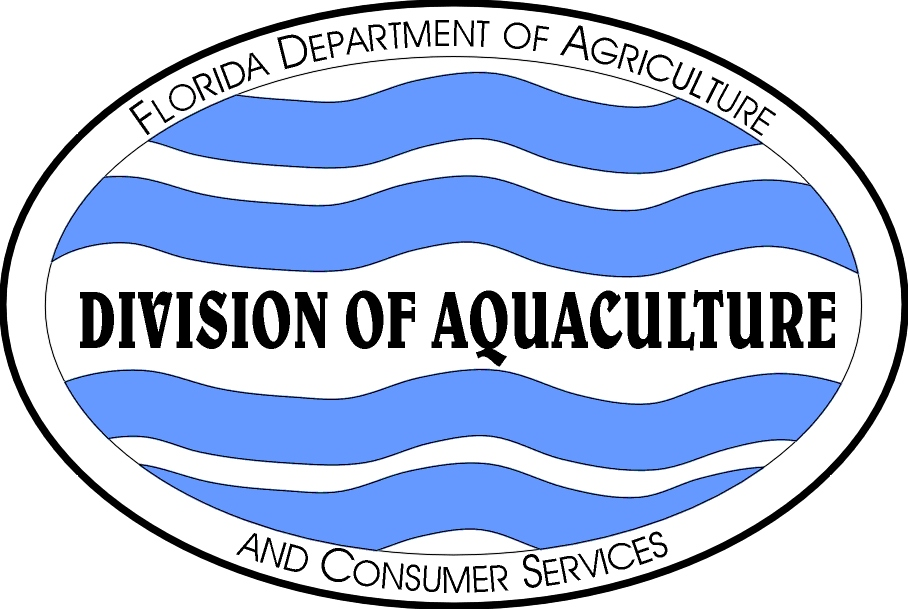 FLORIDA DEPARTMENT OF AGRICULTURE
DIVISION OF AQUACULTURE
AND CONSUMER SERVICES